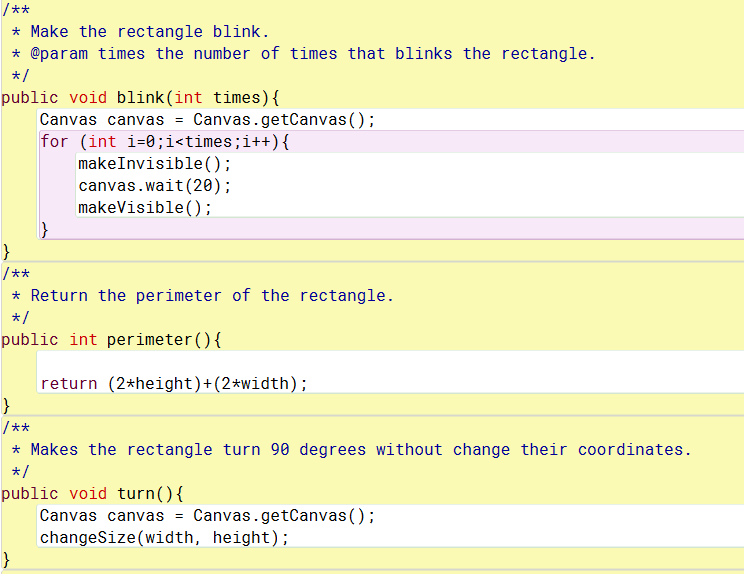 /**
 * Make the rectangle blink.
 * @param times the number of times that blinks the rectangle.
 */
public void blink(int times){
    Canvas canvas = Canvas.getCanvas();
    for (int i=0;i<times;i++){
        makeInvisible();
        canvas.wait(20);
        makeVisible();
    }
}
/**
 * Return the perimeter of the rectangle.
 */
public int perimeter(){

    return (2*height)+(2*width);
}
/**
 * Makes the rectangle turn 90 degrees without change their coordinates.
 */
public void turn(){
    Canvas canvas = Canvas.getCanvas();
    changeSize(width, height);
}